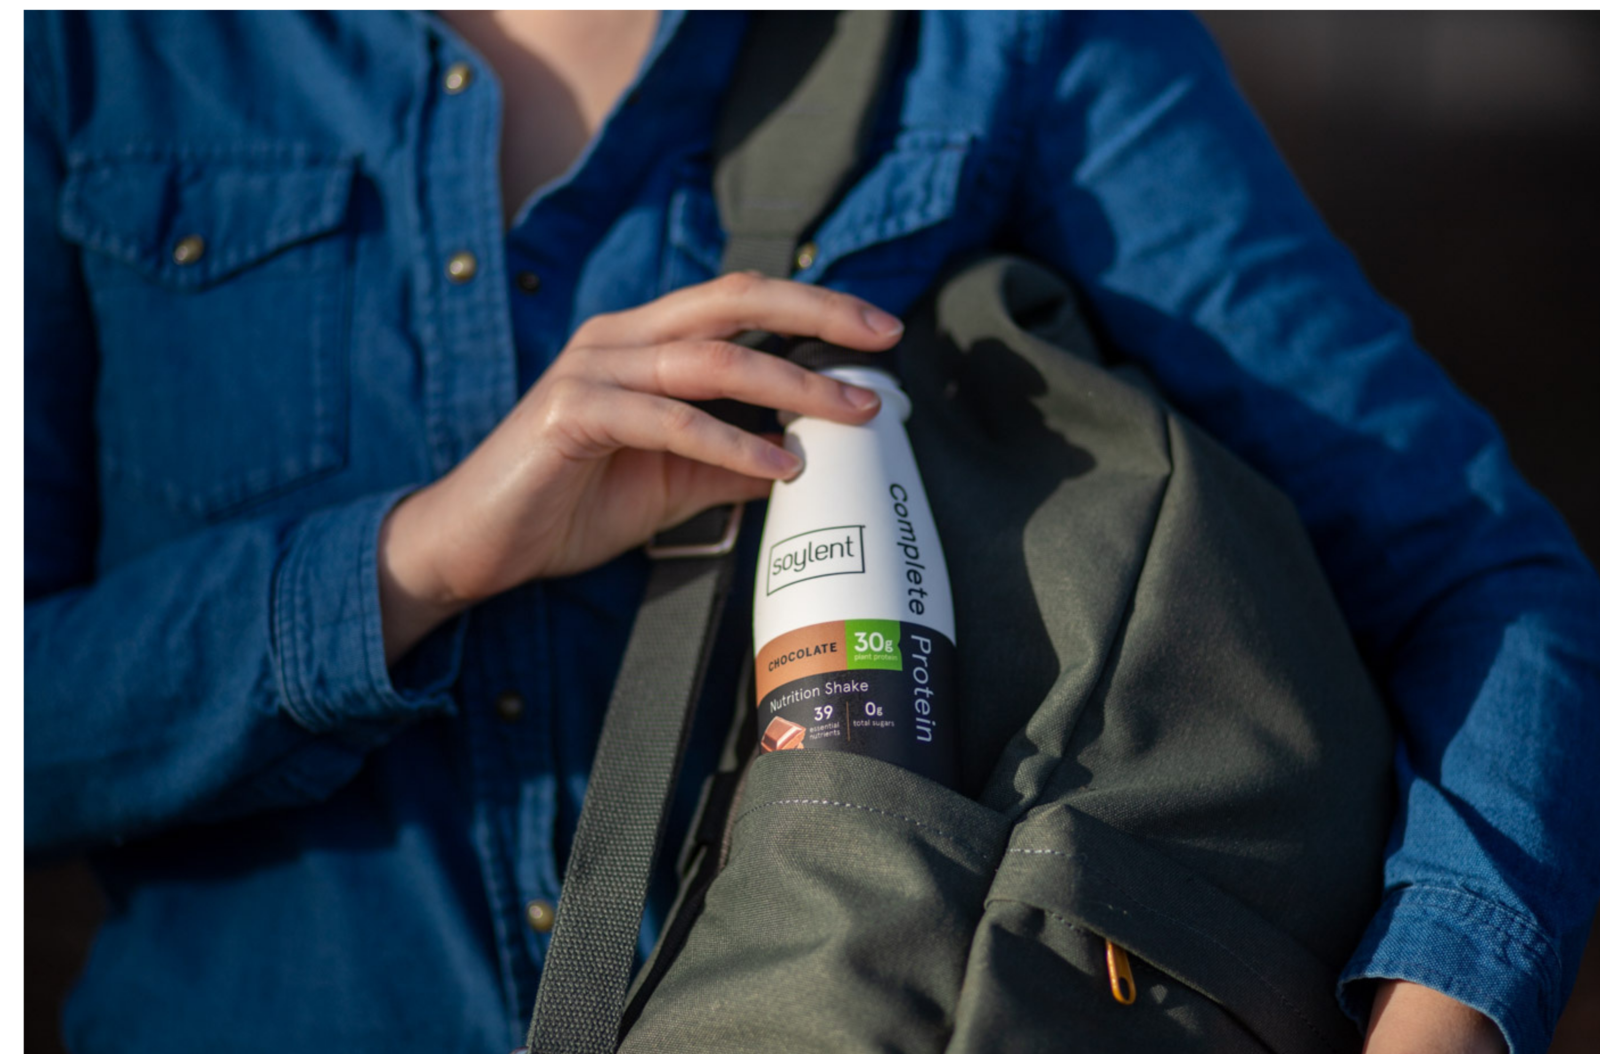 soylent
Complete Protein
CHOCOLATE
30g
plant protein
Nutrition Shake
39
essential
nutrients
0g
total sugars